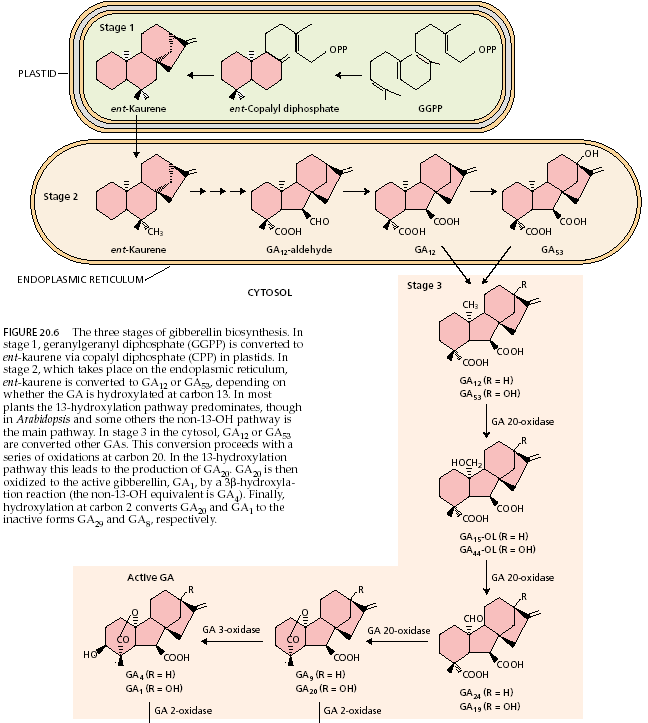 Stage 1
OPP
OPP
PLASTID
ent-Kaurene
ent-Copalyl diphosphate
GGPP
OH
Stage 2
CH3
COOH
CHO
COOH
COOH
COOH
COOH
ent-Kaurene
GA12-aldehyde
GA12
GA53
ENDOPLASMIC RETICULUM
CYTOSOL
Stage 3
R
CH3
COOH
COOH
GA12 (R = H)
GA53 (R = OH)
GA 20-oxidase
R
HOCH2
COOH
COOH
GA15-OL (R = H)
GA44-OL (R = OH)
GA 20-oxidase
FIGURE 20.6 The three stages of gibberellin biosynthesis. In
stage 1, geranylgeranyl diphosphate (GGPP) is converted to
ent-kaurene via copalyl diphosphate (CPP) in plastids. In
stage 2, which takes place on the endoplasmic reticulum,
ent-kaurene is converted to GA12 or GA53, depending on
whether the GA is hydroxylated at carbon 13. In most
plants the 13-hydroxylation pathway predominates, though
in Arabidopsis and some others the non-13-OH pathway is
the main pathway. In stage 3 in the cytosol, GA12 or GA53
are converted other GAs. This conversion proceeds with a
series of oxidations at carbon 20. In the 13-hydroxylation
pathway this leads to the production of GA20. GA20 is then
oxidized to the active gibberellin, GA1, by a 3β-hydroxyla-
tion reaction (the non-13-OH equivalent is GA4). Finally,
hydroxylation at carbon 2 converts GA20 and GA1 to the
inactive forms GA29 and GA8, respectively.
Active GA
R
O
CO
HO
COOH
GA4 (R = H)
GA1 (R = OH)
GA 3-oxidase
R
O
CO
COOH
GA9 (R = H)
GA20 (R = OH)
GA 20-oxidase
R
CHO
COOH
COOH
GA24 (R = H)
GA19 (R = OH)
GA 2-oxidase
GA 2-oxidase